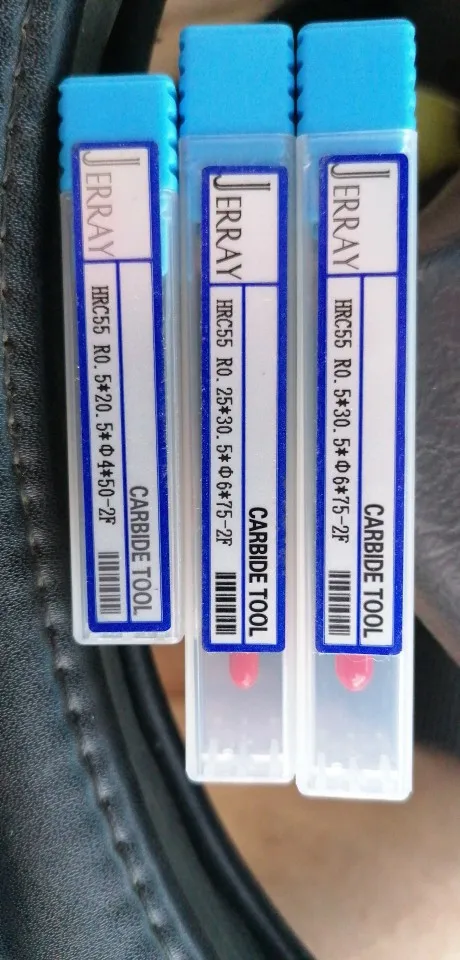 JERRAY
HRC55 R0.5*20.5*Φ4*50-2F
CARBIDE TOOL
JERRAY
HRC55 R0.25*30.5*Φ6*75-2F
CARBIDE TOOL
JERRAY
HRC55 R0.5*30.5*Φ6*75-2F
CARBIDE TOOL